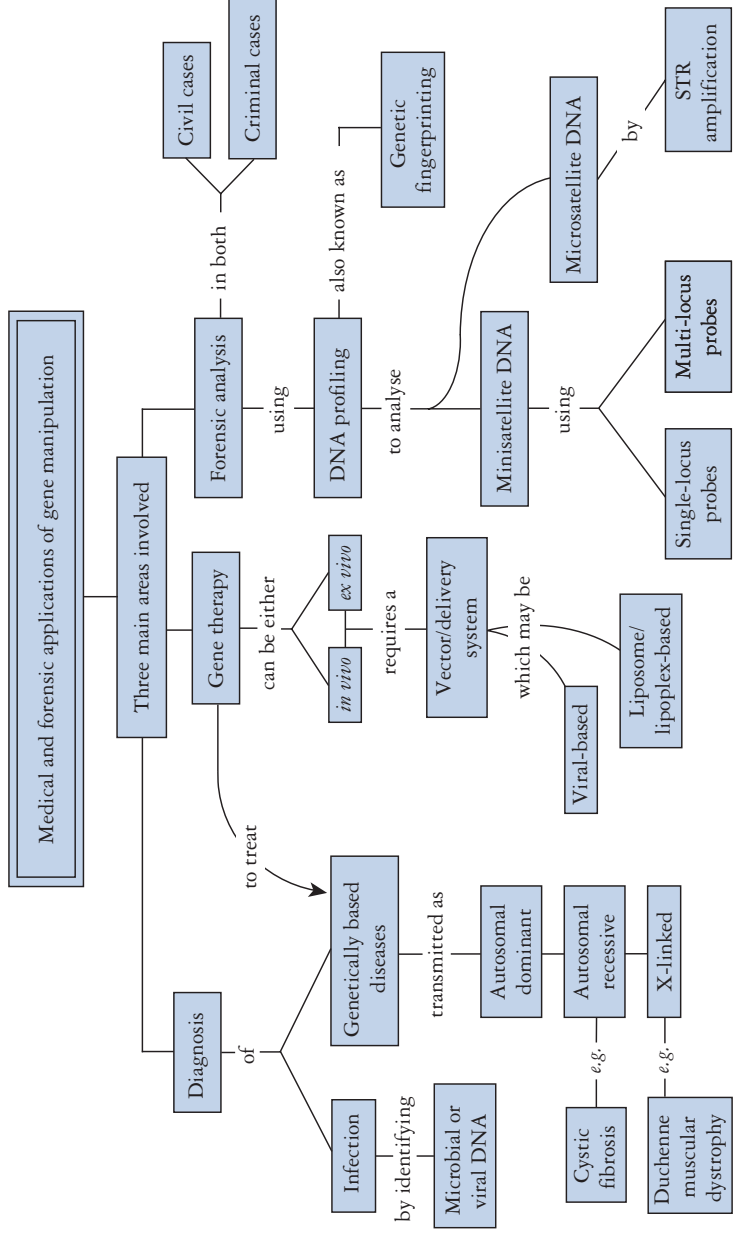 Medical and forensic applications of gene manipulation
Three main areas involved
Diagnosis
of
Infection
by identifying
Microbial or
viral DNA
Genetically based
diseases
transmitted as
Autosomal
dominant
Autosomal
recessive
e.g.
Cystic
fibrosis
X-linked
e.g.
Duchenne
muscular
dystrophy
Gene therapy
to treat
can be either
in vivo
ex vivo
requires a
Vector/delivery
system
which may be
Viral-based
Liposome/
lipoplex-based
Forensic analysis
in both
Civil cases
Criminal cases
using
DNA profiling
also known as
Genetic
fingerprinting
to analyse
Minisatellite DNA
using
Single-locus
probes
Multi-locus
probes
Microsatellite DNA
by
STR
amplification